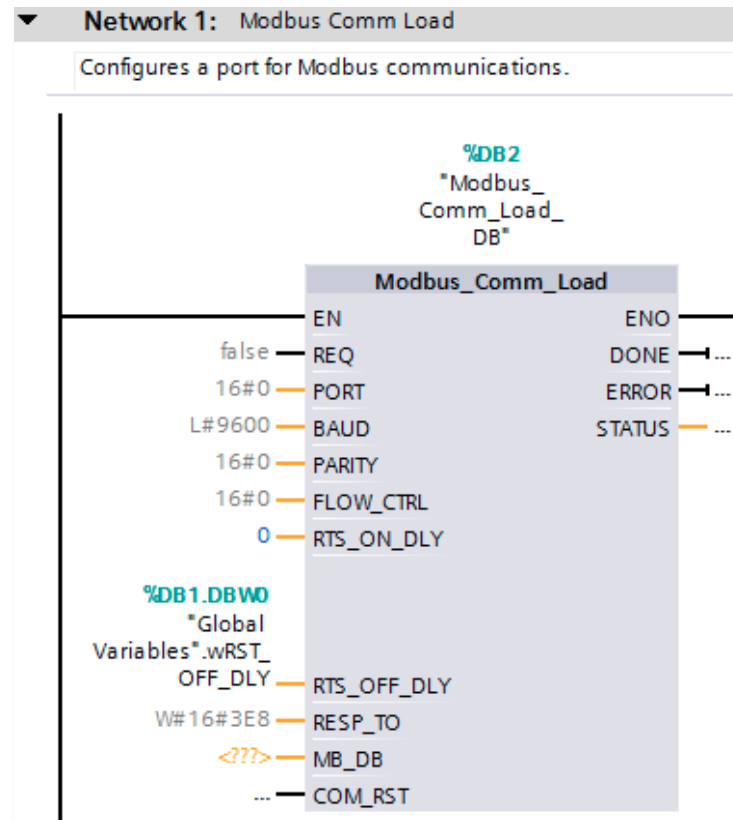 Network 1: Modbus Comm Load
Configures a port for Modbus communications.
%DB2
"Modbus_
Comm_Load_
DB"
Modbus_Comm_Load
EN ENO
false REQ DONE ...
16#0 PORT ERROR ...
L#9600 BAUD STATUS ...
16#0 PARITY
16#0 FLOW_CTRL
0 RTS_ON_DLY
%DB1.DBW0
"Global
Variables".wRST_
OFF_DLY RTS_OFF_DLY
W#16#3E8 RESP_TO
<???> MB_DB
... COM_RST